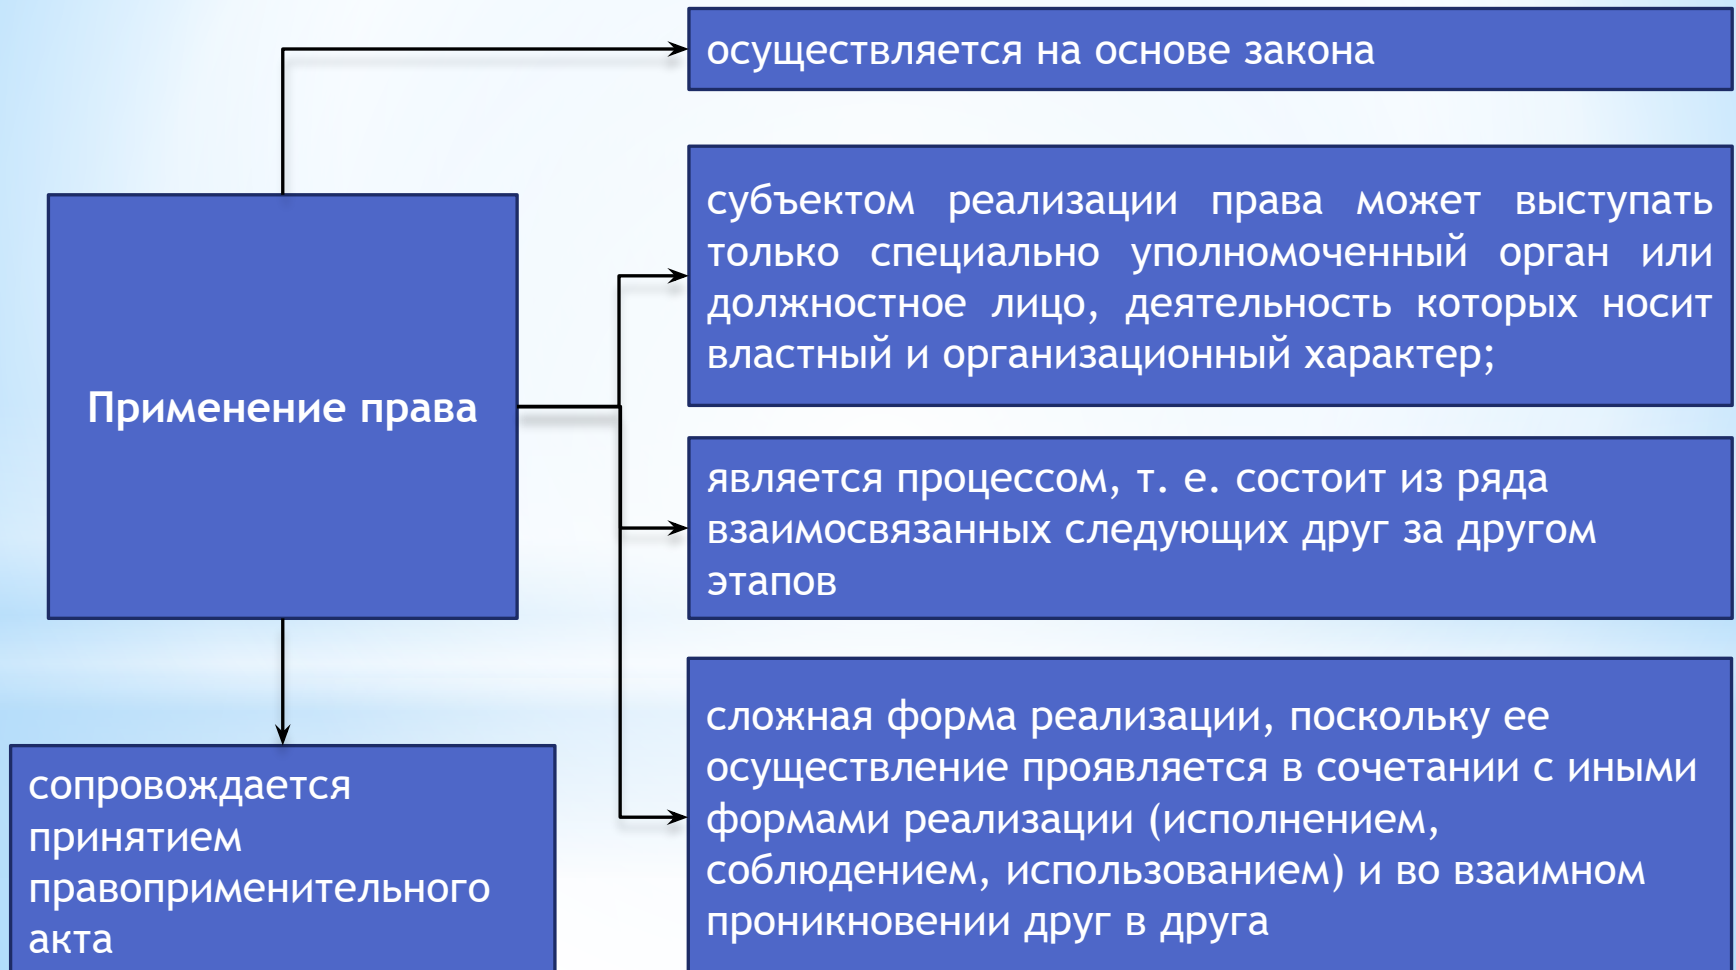 осуществляется на основе закона
субъектом реализации права может выступать
только специально уполномоченный орган или
должностное лицо, деятельность которых носит
властный и организационный характер;
Применение права
является процессом, т. е. состоит из ряда
взаимосвязанных следующих друг за другом
этапов
сложная форма реализации, поскольку ее
осуществление проявляется в сочетании с иными
формами реализации (исполнением,
соблюдением, использованием) и во взаимном
проникновении друг в друга
сопровождается
принятием
правоприменительного
акта